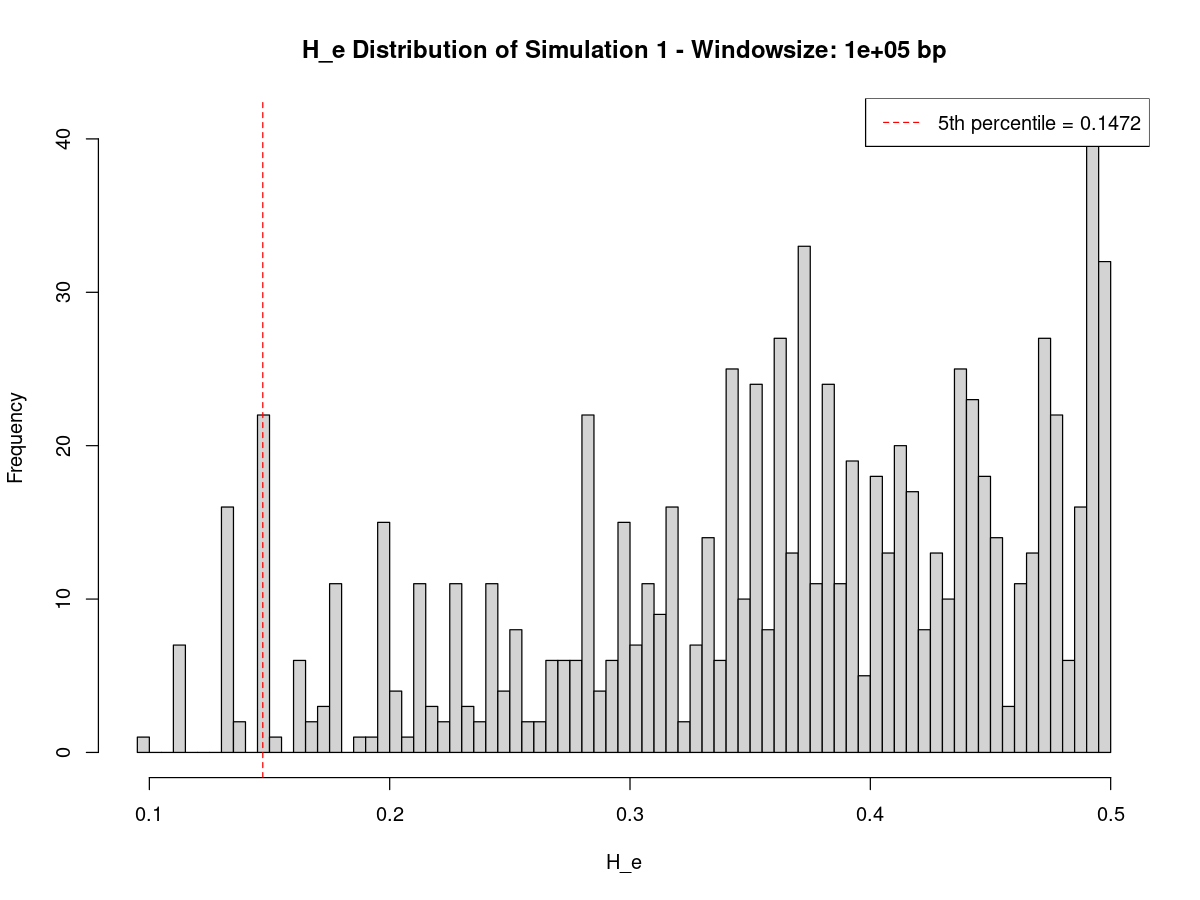 H_e Distribution of Simulation 1 - Windowsize: 1e+05 bp
5th percentile = 0.1472
40
30
20
10
0
Frequency
0.1 0.2 0.3 0.4 0.5
H_e